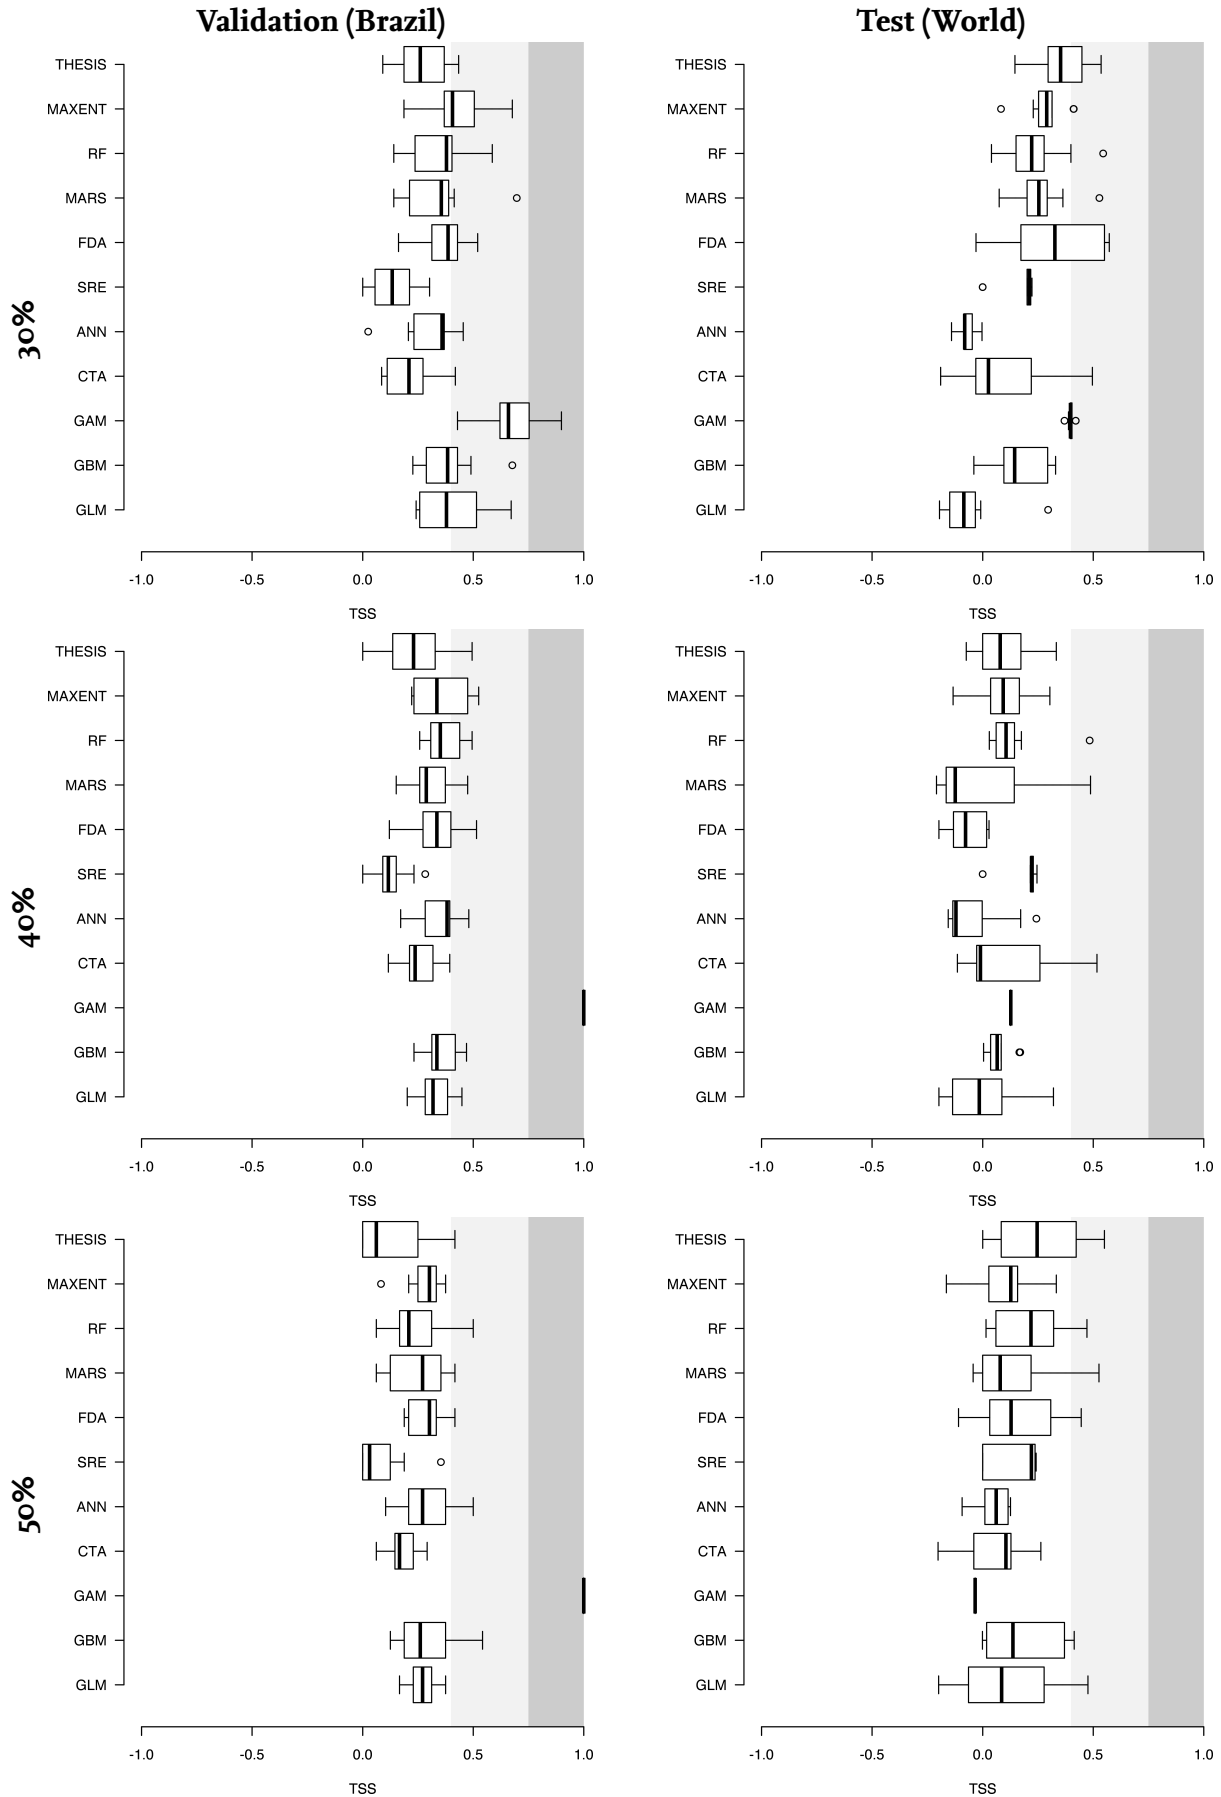 Validation (Brazil)
Test (World)
30%
THESIS
MAXENT
RF
MARS
FDA
SRE
ANN
CTA
GAM
GBM
GLM
-1.0 -0.5 0.0 0.5 1.0
TSS
THESIS
MAXENT
RF
MARS
FDA
SRE
ANN
CTA
GAM
GBM
GLM
-1.0 -0.5 0.0 0.5 1.0
TSS
40%
THESIS
MAXENT
RF
MARS
FDA
SRE
ANN
CTA
GAM
GBM
GLM
-1.0 -0.5 0.0 0.5 1.0
TSS
THESIS
MAXENT
RF
MARS
FDA
SRE
ANN
CTA
GAM
GBM
GLM
-1.0 -0.5 0.0 0.5 1.0
TSS
50%
THESIS
MAXENT
RF
MARS
FDA
SRE
ANN
CTA
GAM
GBM
GLM
-1.0 -0.5 0.0 0.5 1.0
TSS
THESIS
MAXENT
RF
MARS
FDA
SRE
ANN
CTA
GAM
GBM
GLM
-1.0 -0.5 0.0 0.5 1.0
TSS